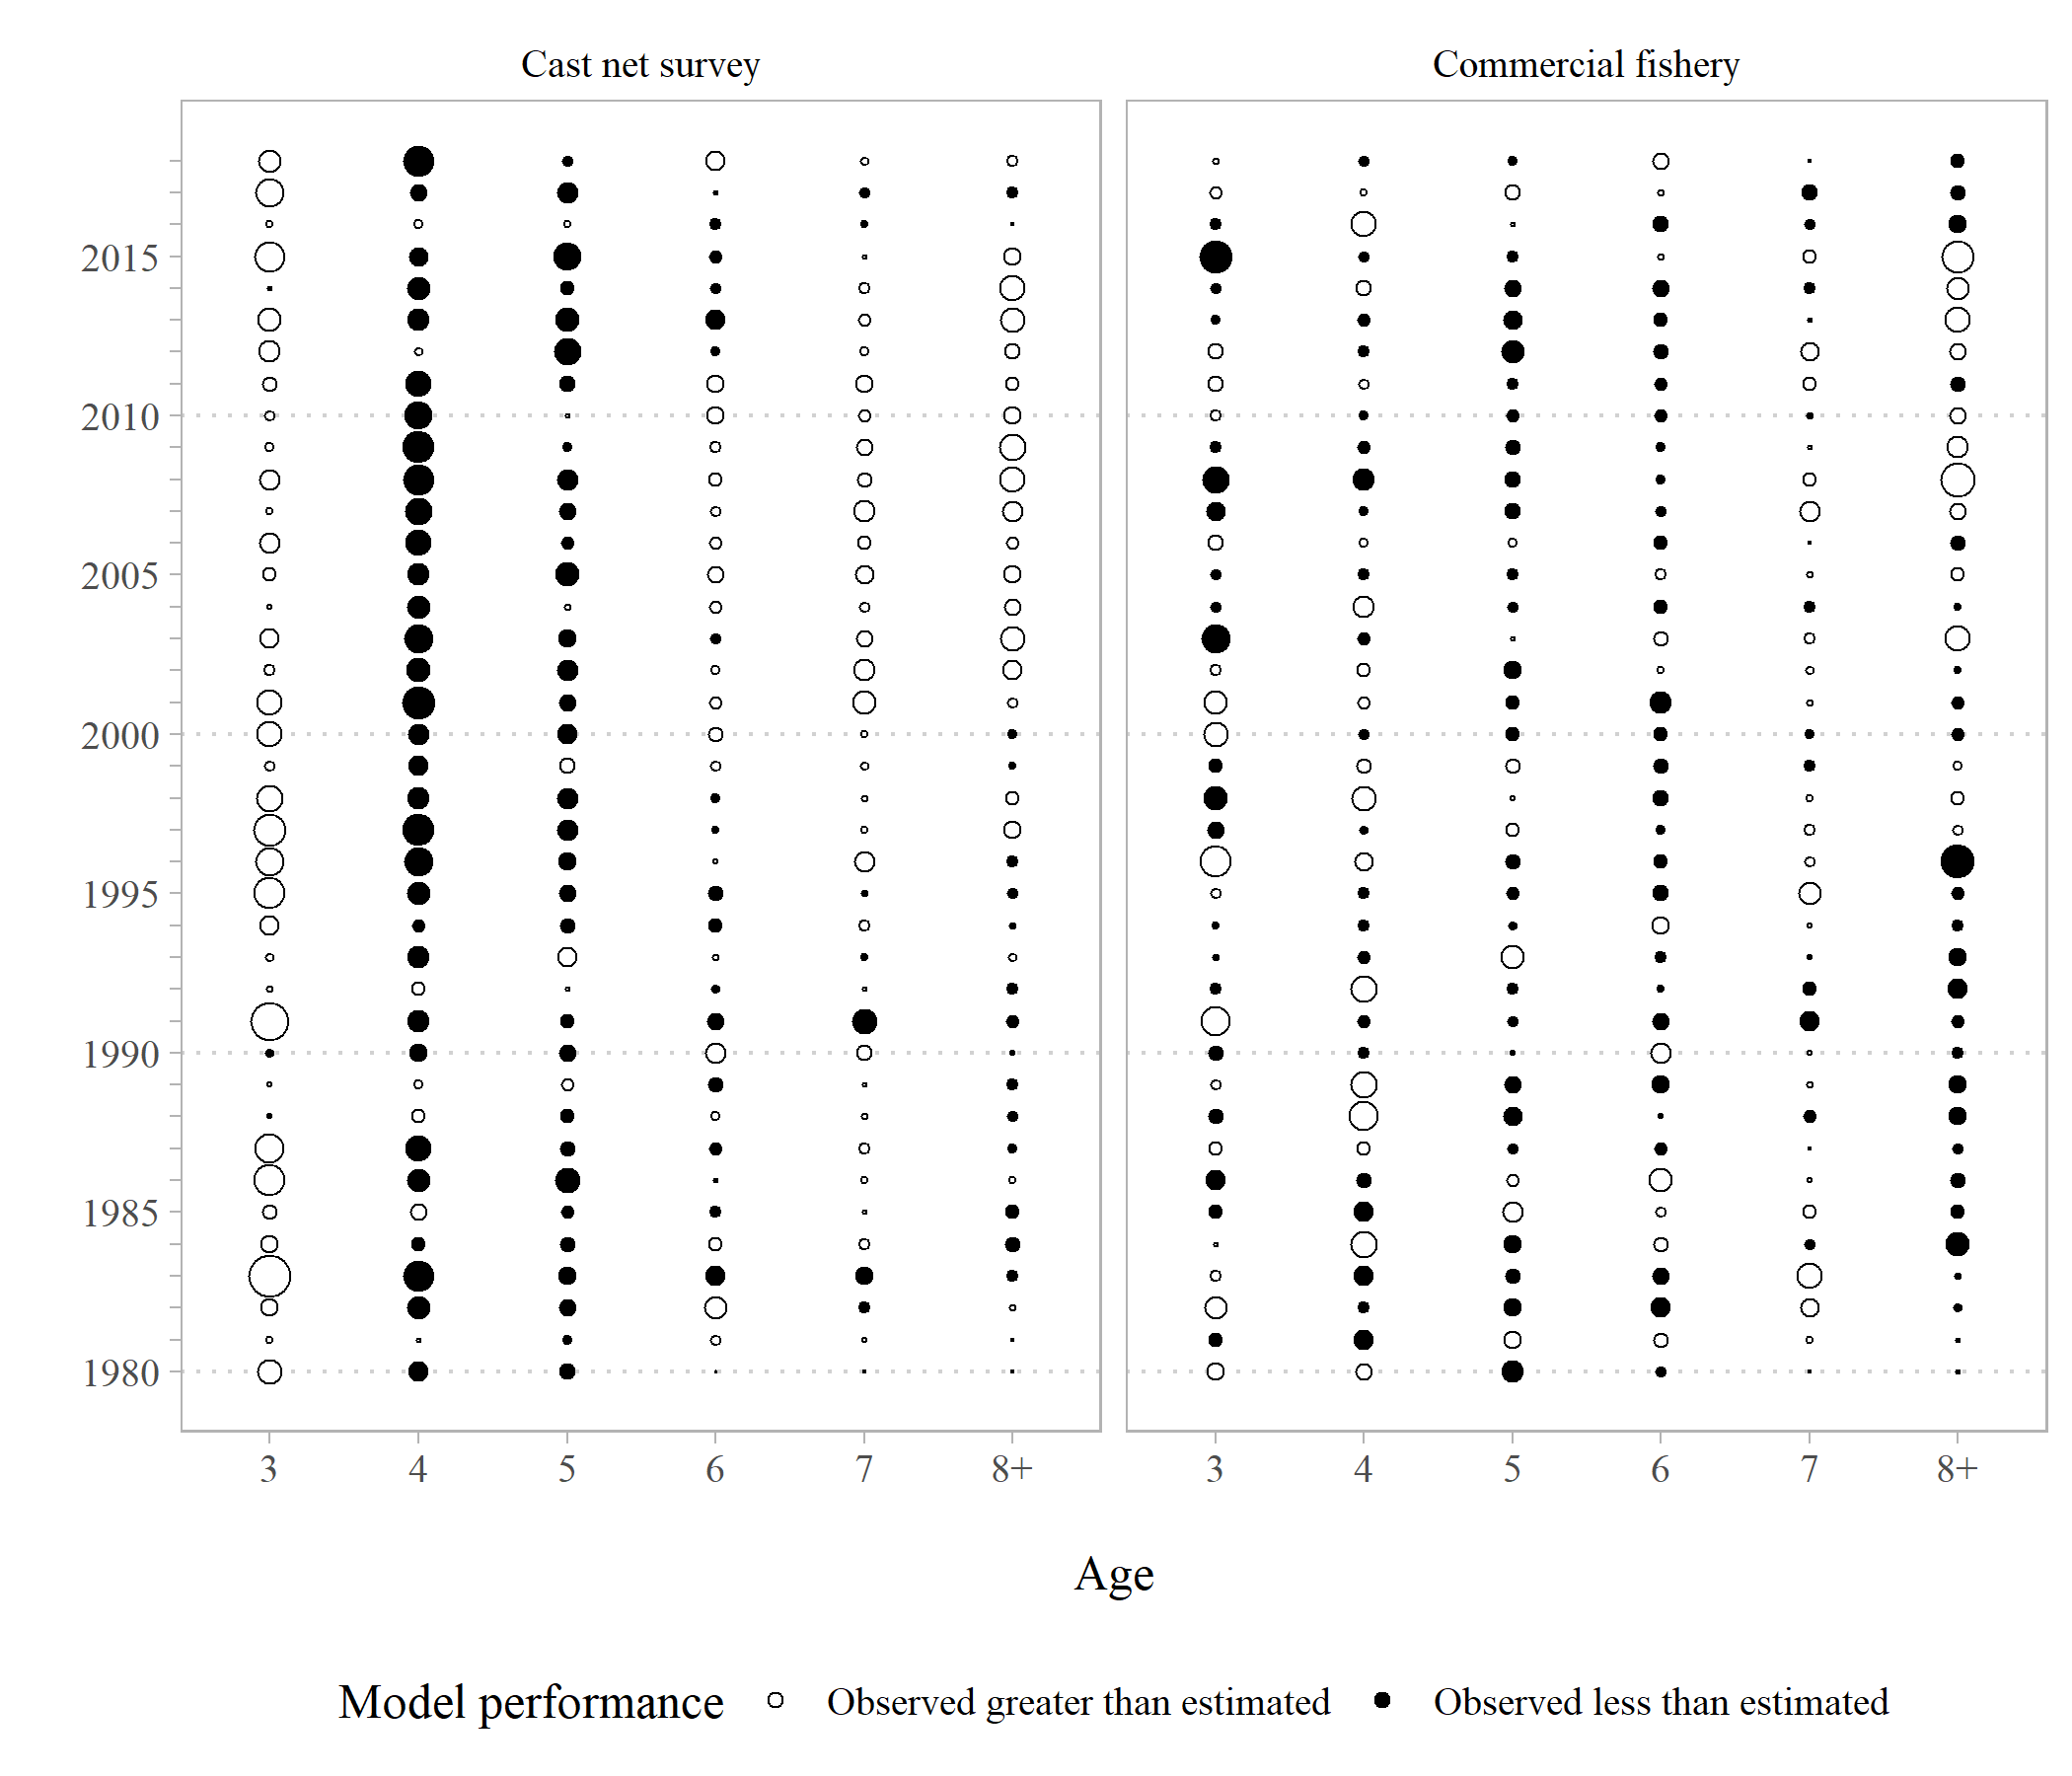 Cast net survey Commercial fishery
2015
2010
2005
2000
1995
1990
1985
1980
3 4 5 6 7 8+ 3 4 5 6 7 8+
Age
Model performance Observed greater than estimated Observed less than estimated